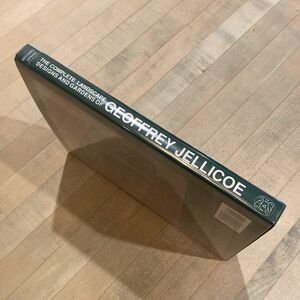 THE COMPLETE LANDSCAPE
DESIGNS AND GARDENS OF
GEOFFREY JELLICOE